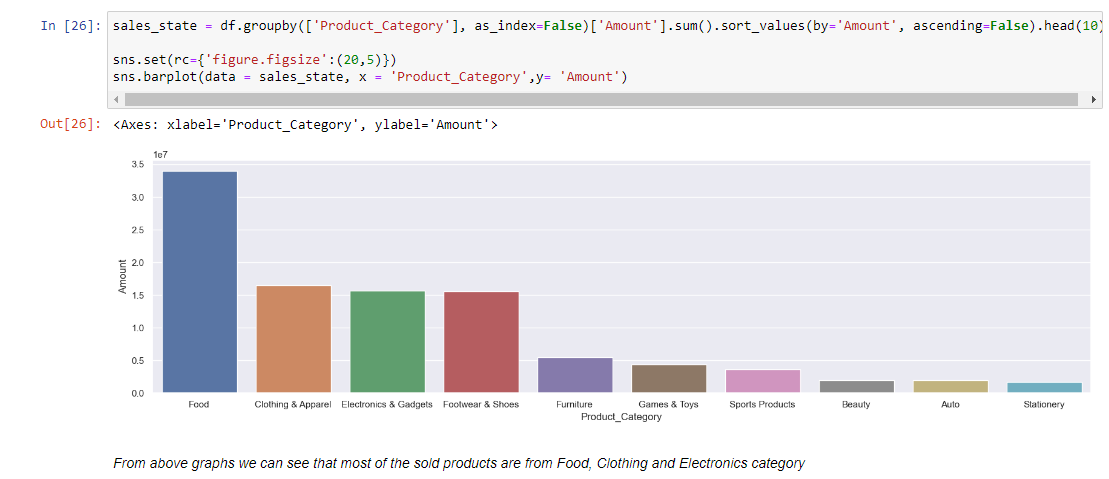 In [26]: sales_state = df.groupby(['Product_Category'], as_index=False)['Amount'].sum().sort_values(by='Amount', ascending=False).head(10)
sns.set(rc={'figure.figsize':(20,5)})
sns.barplot(data = sales_state, x = 'Product_Category',y= 'Amount')
Out[26]: <Axes: xlabel='Product_Category', ylabel='Amount'>
1e7
3.5
3.0
2.5
2.0
1.5
1.0
0.5
0.0
Amount
Food Clothing & Apparel Electronics & Gadgets Footwear & Shoes Furniture Games & Toys Sports Products Beauty Auto Stationery
Product_Category
From above graphs we can see that most of the sold products are from Food, Clothing and Electronics category